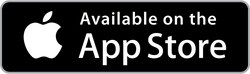 Available on the
App Store